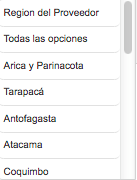 Region del Proveedor
Todas las opciones
Arica y Parinacota
Tarapacá
Antofagasta
Atacama
Coquimbo